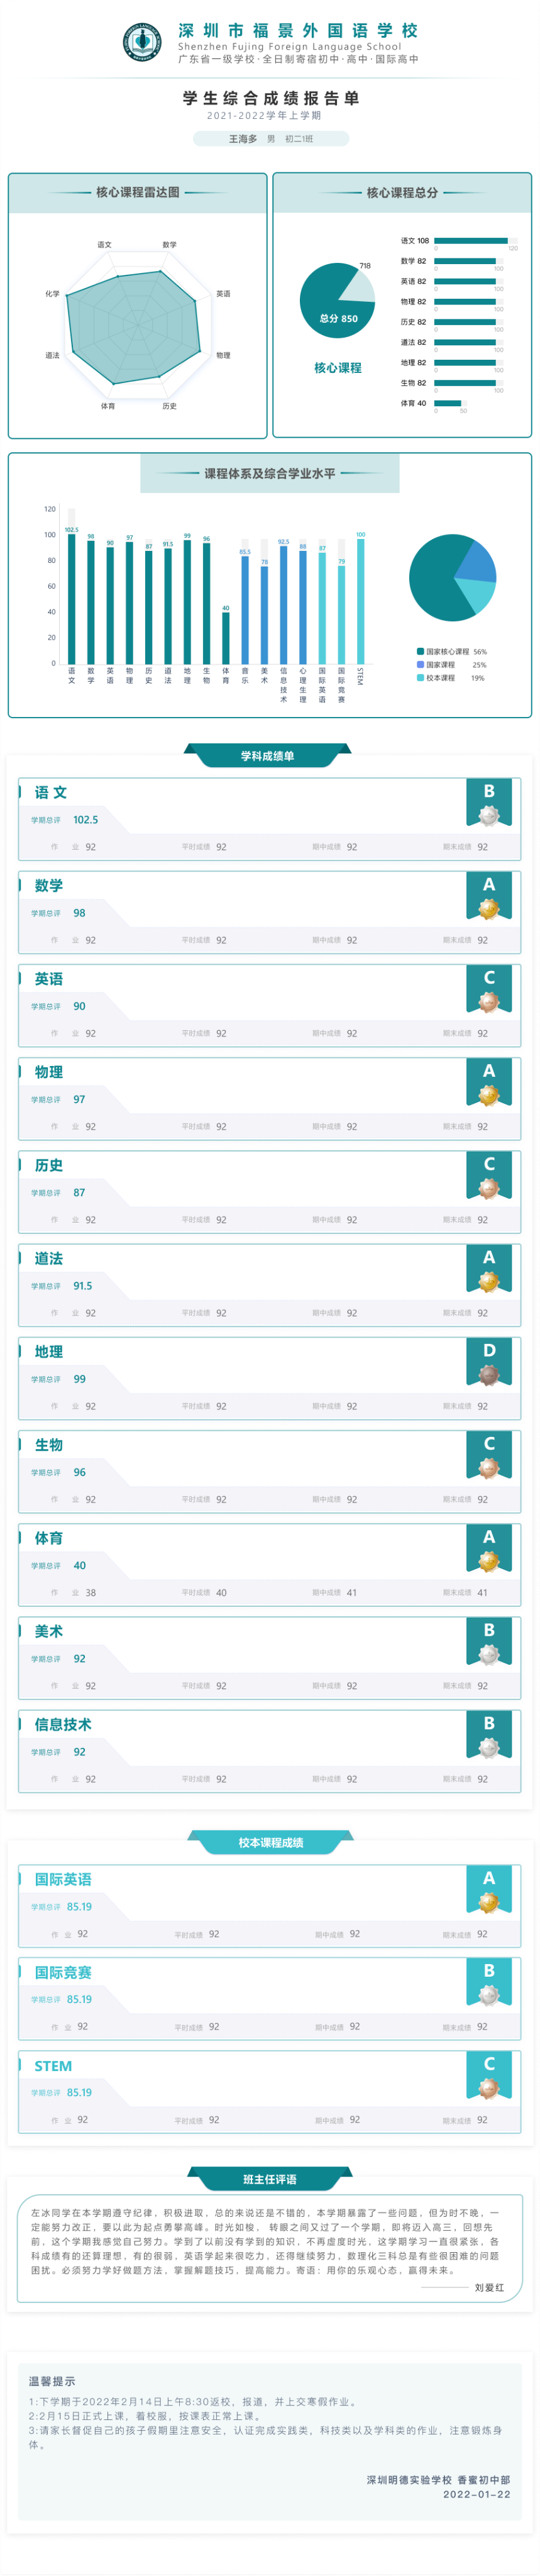 深圳市福景外国语学校
Shenzhen Fujing Foreign Language School
广东省一级学校·全日制寄宿初中·高中·国际高中
学生综合成绩报告单
2021-2022学年上学期
王海多 男 初二1班
核心课程雷达图
语文 数学
化学 英语
道法 物理
体育 历史
核心课程总分
718
总分 850
核心课程
语文 108
0 120
数学 82
0 100
英语 82
0 100
物理 82
0 100
历史 82
0 100
道法 82
0 100
地理 82
0 100
生物 82
0 100
体育 40
0 50
课程体系及综合学业水平
120
100
80
60
40
20
0
102.5 98 90 97 87 91.5 99 96 40 85.5 78 92.5 88 87 79 100
语文 数学 英语 物理 历史 道法 地理 生物 体育 音乐 美术 信息技术 心理生理 国际英语 国际竞赛 STEM
国家核心课程 56%
国家课程 25%
校本课程 19%
学科成绩单
语文 B
学期总评 102.5
作业 92 平时成绩 92 期中成绩 92 期末成绩 92
数学 A
学期总评 98
作业 92 平时成绩 92 期中成绩 92 期末成绩 92
英语 C
学期总评 90
作业 92 平时成绩 92 期中成绩 92 期末成绩 92
物理 A
学期总评 97
作业 92 平时成绩 92 期中成绩 92 期末成绩 92
历史 C
学期总评 87
作业 92 平时成绩 92 期中成绩 92 期末成绩 92
道法 A
学期总评 91.5
作业 92 平时成绩 92 期中成绩 92 期末成绩 92
地理 D
学期总评 99
作业 92 平时成绩 92 期中成绩 92 期末成绩 92
生物 C
学期总评 96
作业 92 平时成绩 92 期中成绩 92 期末成绩 92
体育 A
学期总评 40
作业 38 平时成绩 40 期中成绩 41 期末成绩 41
美术 B
学期总评 92
作业 92 平时成绩 92 期中成绩 92 期末成绩 92
信息技术 B
学期总评 92
作业 92 平时成绩 92 期中成绩 92 期末成绩 92
校本课程成绩
国际英语 A
学期总评 85.19
作业 92 平时成绩 92 期中成绩 92 期末成绩 92
国际竞赛 B
学期总评 85.19
作业 92 平时成绩 92 期中成绩 92 期末成绩 92
STEM C
学期总评 85.19
作业 92 平时成绩 92 期中成绩 92 期末成绩 92
班主任评语
左冰同学在本学期遵守纪律，积极进取，总的来说还是不错的，本学期暴露了一些问题，但为时不晚，一
定能努力改正，要以此为起点勇攀高峰。时光如梭， 转眼之间又过了一个学期，即将迈入高三，回想先
前，这个学期我感觉自己努力。学到了以前没有学到的知识，不再虚度时光，这学期学习一直很紧张，各
科成绩有的还算理想，有的很弱，英语学起来很吃力，还得继续努力，数理化三科总是有些很困难的问题
困扰。必须努力学好做题方法，掌握解题技巧，提高能力。寄语：用你的乐观心态，赢得未来。
刘爱红
温馨提示
1:下学期于2022年2月14日上午8:30返校，报道，并上交寒假作业。
2:2月15日正式上课，着校服，按课表正常上课。
3:请家长督促自己的孩子假期里注意安全，认证完成实践类，科技类以及学科类的作业，注意锻炼身
体。
深圳明德实验学校 香蜜初中部
2022-01-22